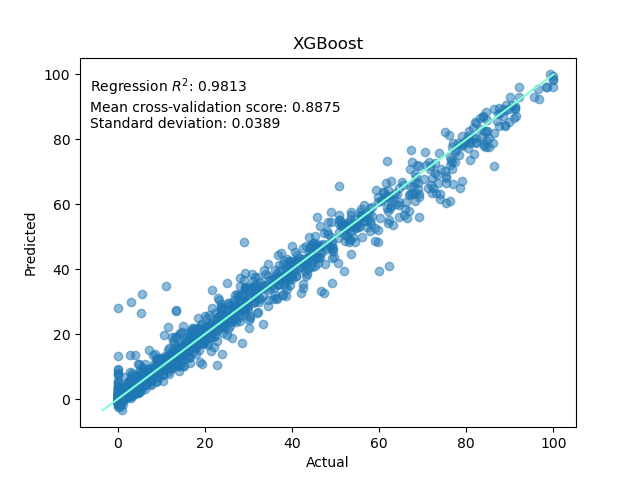 XGBoost
Regression R²: 0.9813
Mean cross-validation score: 0.8875
Standard deviation: 0.0389
Predicted
100
80
60
40
20
0
0 20 40 60 80 100
Actual